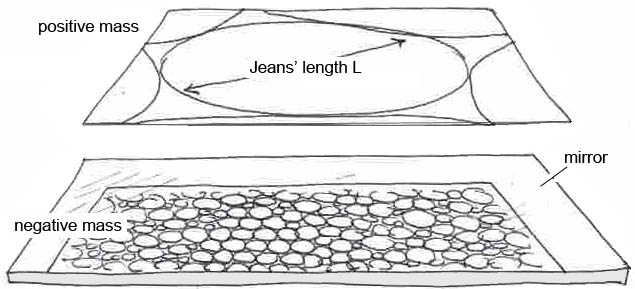 positive mass
Jeans' length L
mirror
negative mass